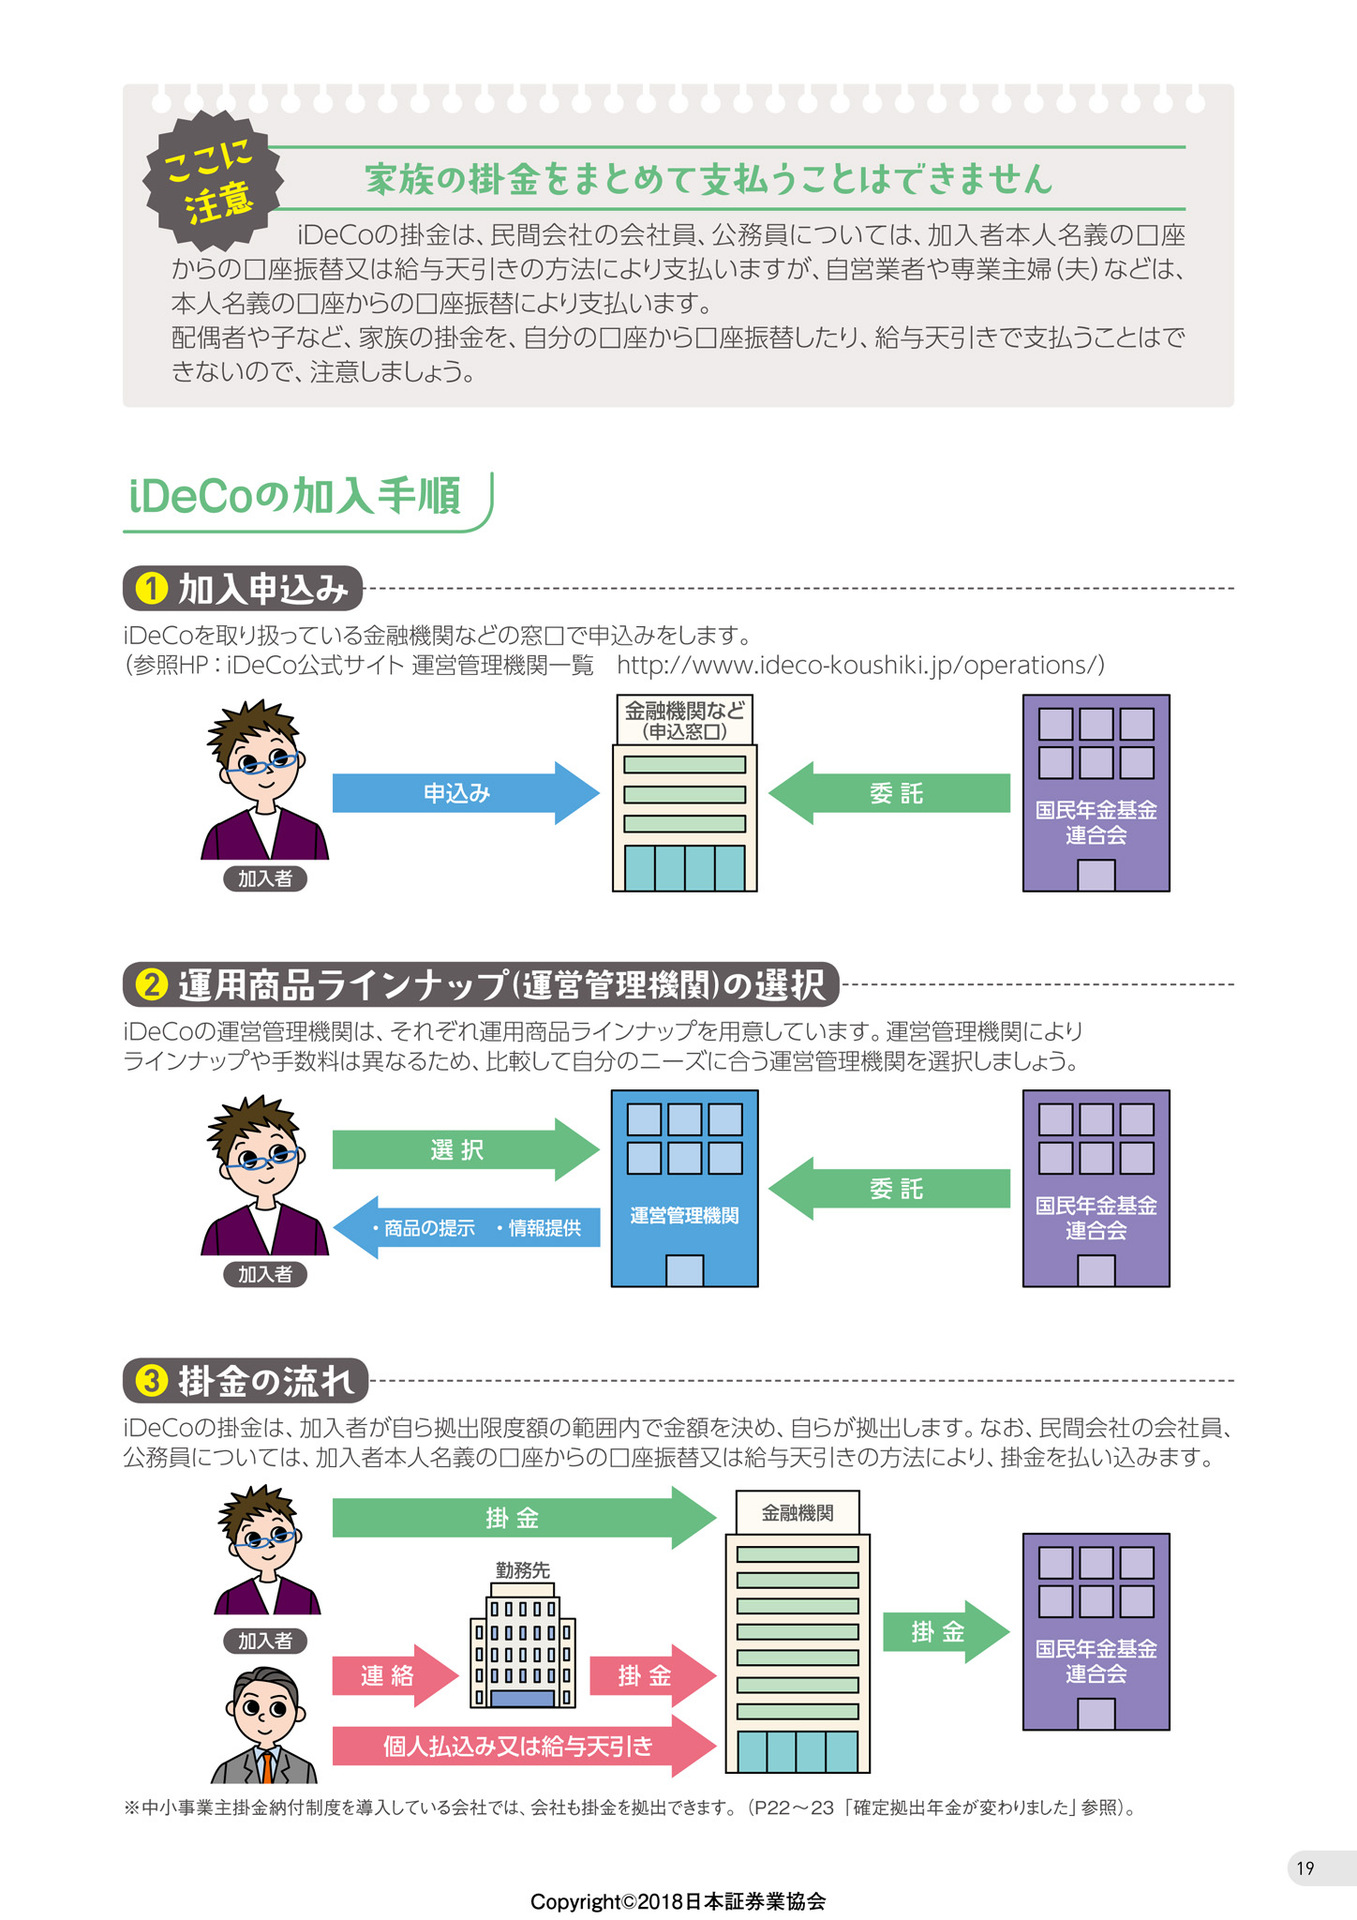 ここに
注意
家族の掛金をまとめて支払うことはできません
iDeCoの掛金は、民間会社の会社員、公務員については、加入者本人名義の口座
からの口座振替又は給与天引きの方法により支払いますが、自営業者や専業主婦(夫)などは、
本人名義の口座からの口座振替により支払います。
配偶者や子など、家族の掛金を、自分の口座から口座振替したり、給与天引きで支払うことはで
きないので、注意しましょう。
iDeCoの加入手順
1 加入申込み
iDeCoを取り扱っている金融機関などの窓口で申込みをします。
(参照HP：iDeCo公式サイト 運営管理機関一覧　http://www.ideco-koushiki.jp/operations/)
金融機関など
(申込窓口)
申込み
委託
国民年金基金
連合会
加入者
2 運用商品ラインナップ(運営管理機関)の選択
iDeCoの運営管理機関は、それぞれ運用商品ラインナップを用意しています。運営管理機関により
ラインナップや手数料は異なるため、比較して自分のニーズに合う運営管理機関を選択しましょう。
選択
委託
・商品の提示　・情報提供
運営管理機関
国民年金基金
連合会
加入者
3 掛金の流れ
iDeCoの掛金は、加入者が自ら拠出限度額の範囲内で金額を決め、自らが拠出します。なお、民間会社の会社員、
公務員については、加入者本人名義の口座からの口座振替又は給与天引きの方法により、掛金を払い込みます。
掛金
金融機関
勤務先
掛金
加入者
国民年金基金
連合会
連絡
掛金
個人払込み又は給与天引き
※中小事業主掛金納付制度を導入している会社では、会社も掛金を拠出できます。（P22～23「確定拠出年金が変わりました」参照）。
19
Copyright©2018日本証券業協会